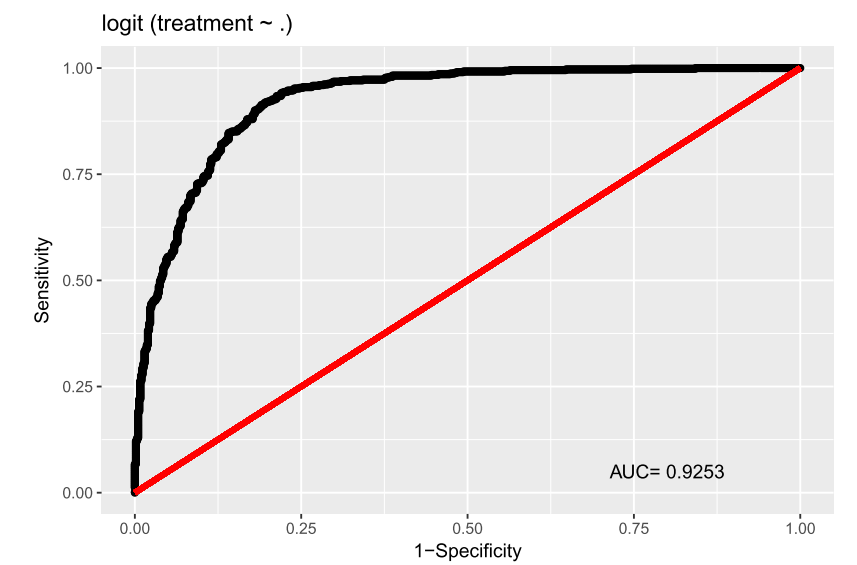 logit (treatment ~ .)
1.00
0.75
0.50
0.25
0.00
Sensitivity
AUC= 0.9253
0.00 0.25 0.50 0.75 1.00
1−Specificity